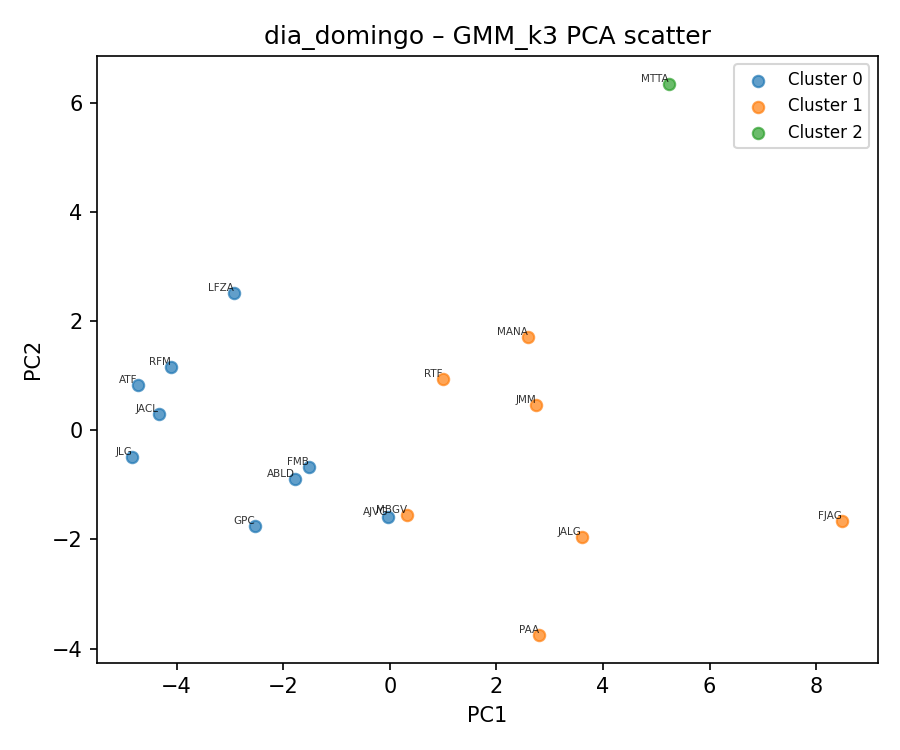 dia_domingo – GMM_k3 PCA scatter
MTTA
Cluster 0
Cluster 1
Cluster 2
6
4
2
0
−2
−4
PC2
LFZA
MANA
RFM
RTF
ATF
JACL
JMM
JLG
FMB
ABLD
GPC
AJVG
MBGV
JALG
FJAG
PAA
−4 −2 0 2 4 6 8
PC1